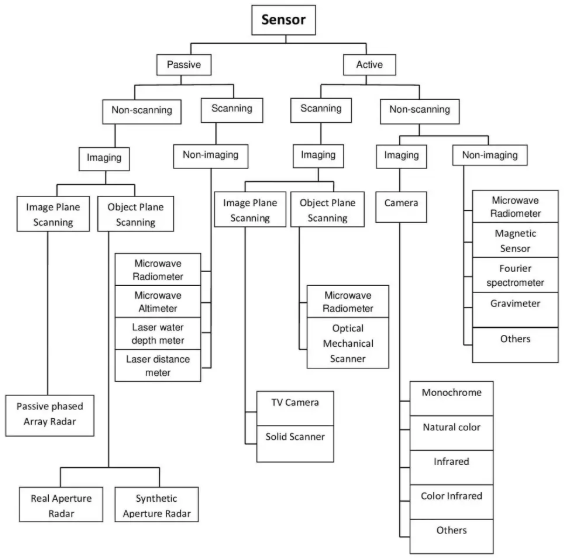 Sensor
Passive
Active
Non-scanning
Scanning
Scanning
Non-scanning
Imaging
Non-imaging
Imaging
Imaging
Non-imaging
Image Plane
Scanning
Object Plane
Scanning
Image Plane
Scanning
Object Plane
Scanning
Camera
Microwave
Radiometer
Magnetic
Sensor
Fourier
spectrometer
Gravimeter
Others
Microwave
Radiometer
Microwave
Altimeter
Laser water
depth meter
Laser distance
meter
Microwave
Radiometer
Optical
Mechanical
Scanner
Passive phased
Array Radar
TV Camera
Solid Scanner
Monochrome
Natural color
Infrared
Color Infrared
Others
Real Aperture
Radar
Synthetic
Aperture Radar